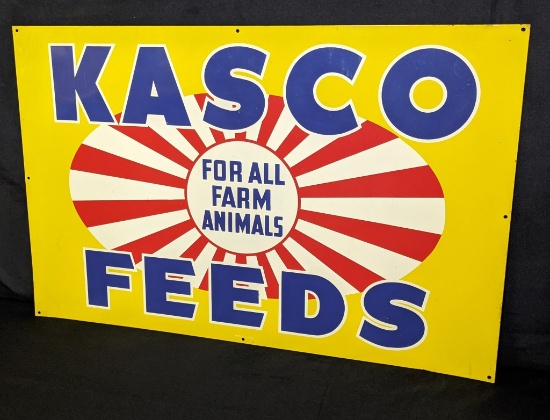 KASCO
FOR ALL
FARM
ANIMALS
FEEDS